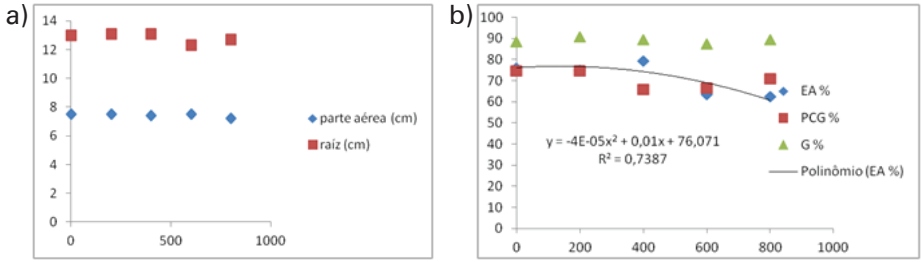 a)
14
12
10
8
6
4
2
0
0 500 1000
parte aérea (cm)
raíz (cm)
b)
100
90
80
70
60
50
40
30
20
10
0
0 200 400 600 800 1000
y = -4E-05x² + 0,01x + 76,071
R² = 0,7387
EA %
PCG %
G %
Polinômio (EA %)